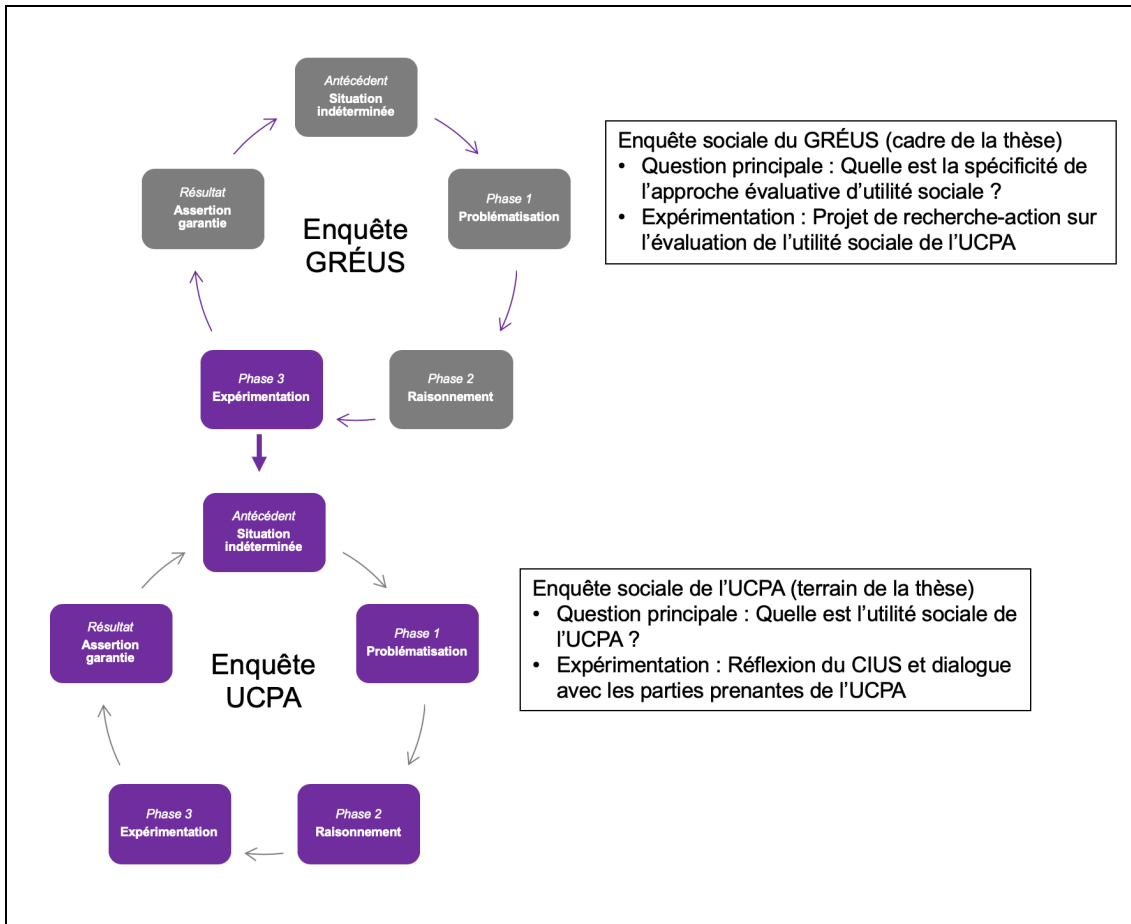 Antécédent
Situation
indéterminée
Phase 1
Problématisation
Phase 2
Raisonnement
Phase 3
Expérimentation
Résultat
Assertion
garantie
Enquête
GRÉUS
Enquête sociale du GRÉUS (cadre de la thèse)
• Question principale : Quelle est la spécificité de
l’approche évaluative d’utilité sociale ?
• Expérimentation : Projet de recherche-action sur
l’évaluation de l’utilité sociale de l’UCPA
Antécédent
Situation
indéterminée
Phase 1
Problématisation
Phase 2
Raisonnement
Phase 3
Expérimentation
Résultat
Assertion
garantie
Enquête
UCPA
Enquête sociale de l’UCPA (terrain de la thèse)
• Question principale : Quelle est l’utilité sociale de
l’UCPA ?
• Expérimentation : Réflexion du CIUS et dialogue
avec les parties prenantes de l’UCPA